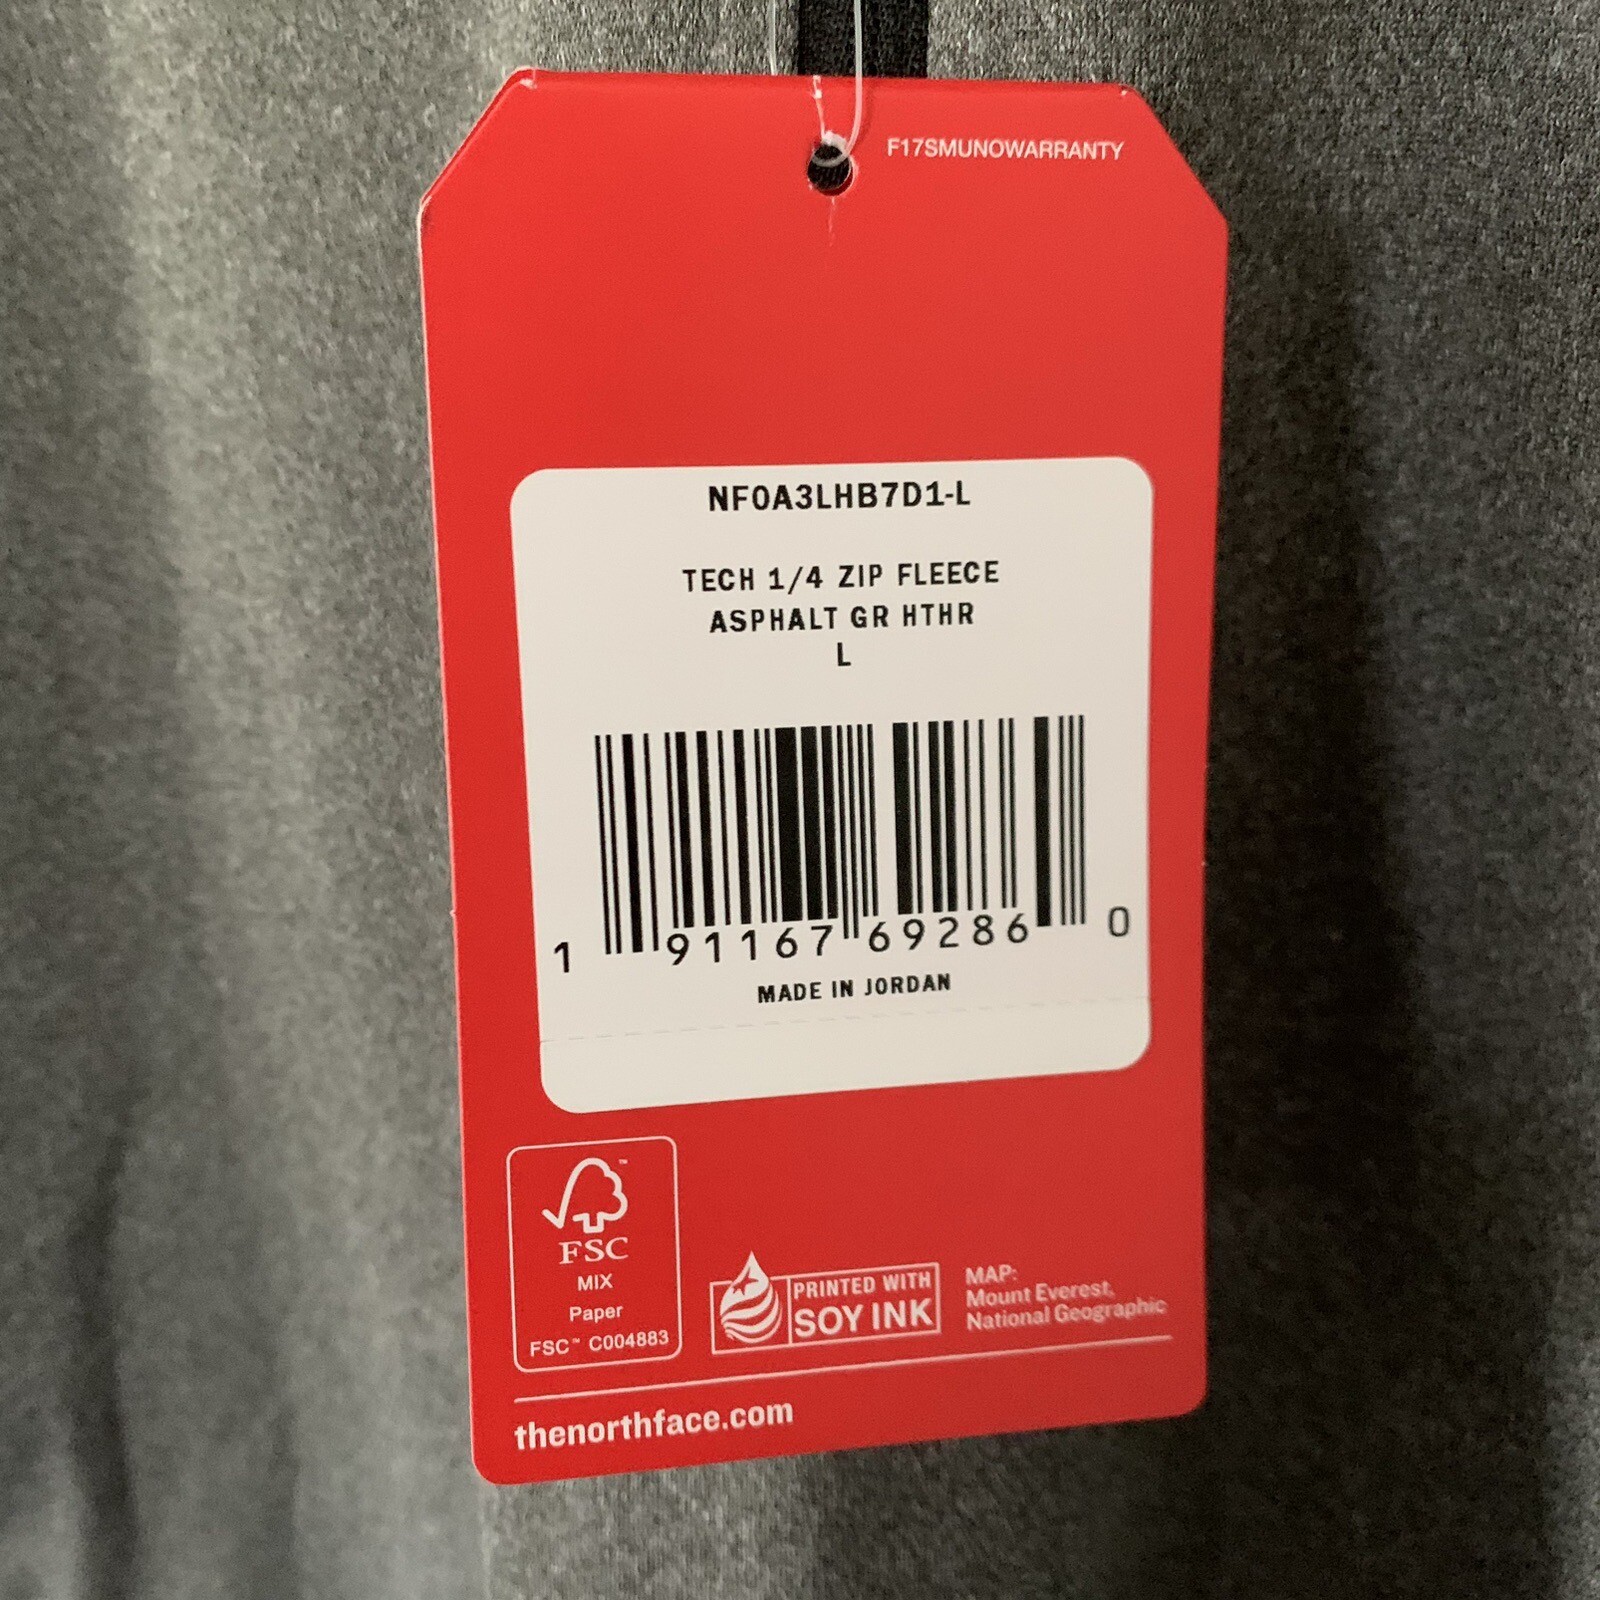 F17SMUNOWARRANTY
NF0A3LHB7D1-L
TECH 1/4 ZIP FLEECE
ASPHALT GR HTHR
L
1 91167 69286 0
MADE IN JORDAN
™
FSC
MIX
Paper
FSC™ C004883
PRINTED WITH
SOY INK
MAP:
Mount Everest,
National Geographic
thenorthface.com